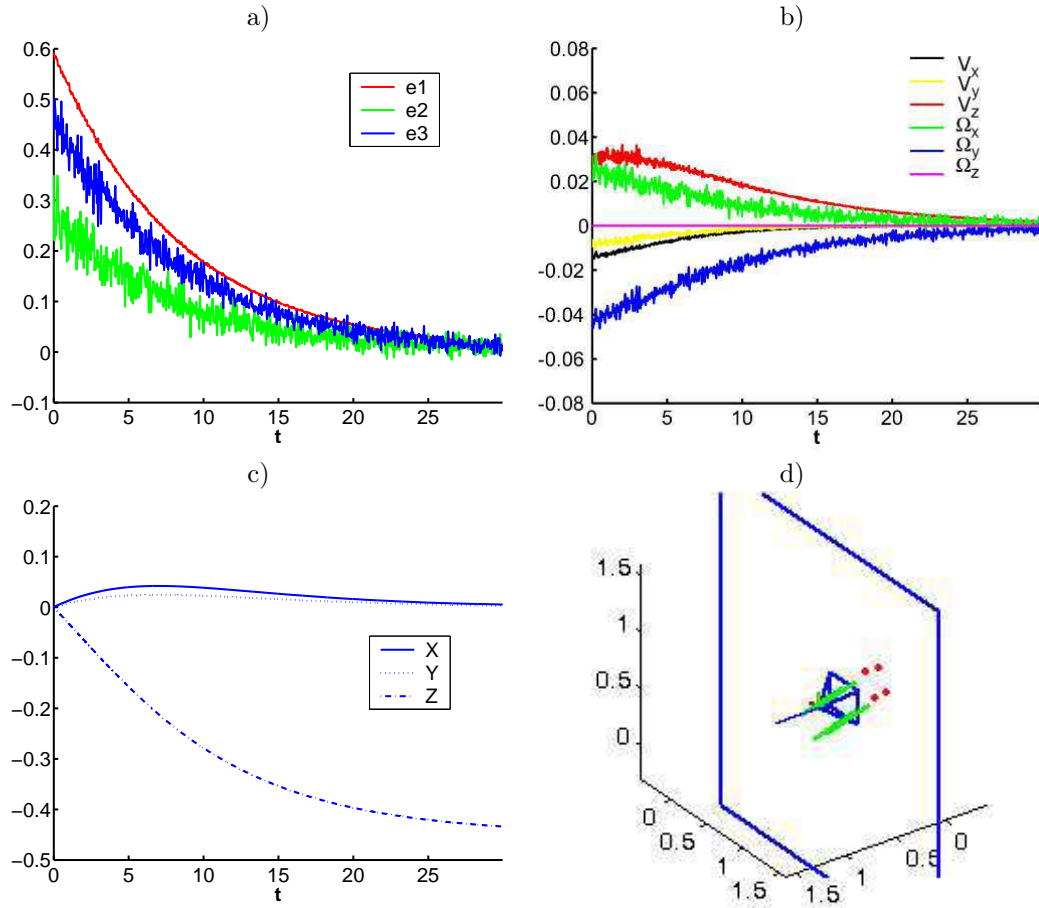 a)
0.6
0.5
0.4
0.3
0.2
0.1
0
−0.1
0 5 10 15 20 25
t
e1
e2
e3
b)
0.08
0.06
0.04
0.02
0
-0.02
-0.04
-0.06
-0.08
0 5 10 15 20 25
t
Vx
Vy
Vz
Ωx
Ωy
Ωz
c)
0.2
0.1
0
−0.1
−0.2
−0.3
−0.4
−0.5
0 5 10 15 20 25
t
X
Y
Z
d)
1.5
1
0.5
0
0 0.5 1 1.5
1.5 1 0.5 0